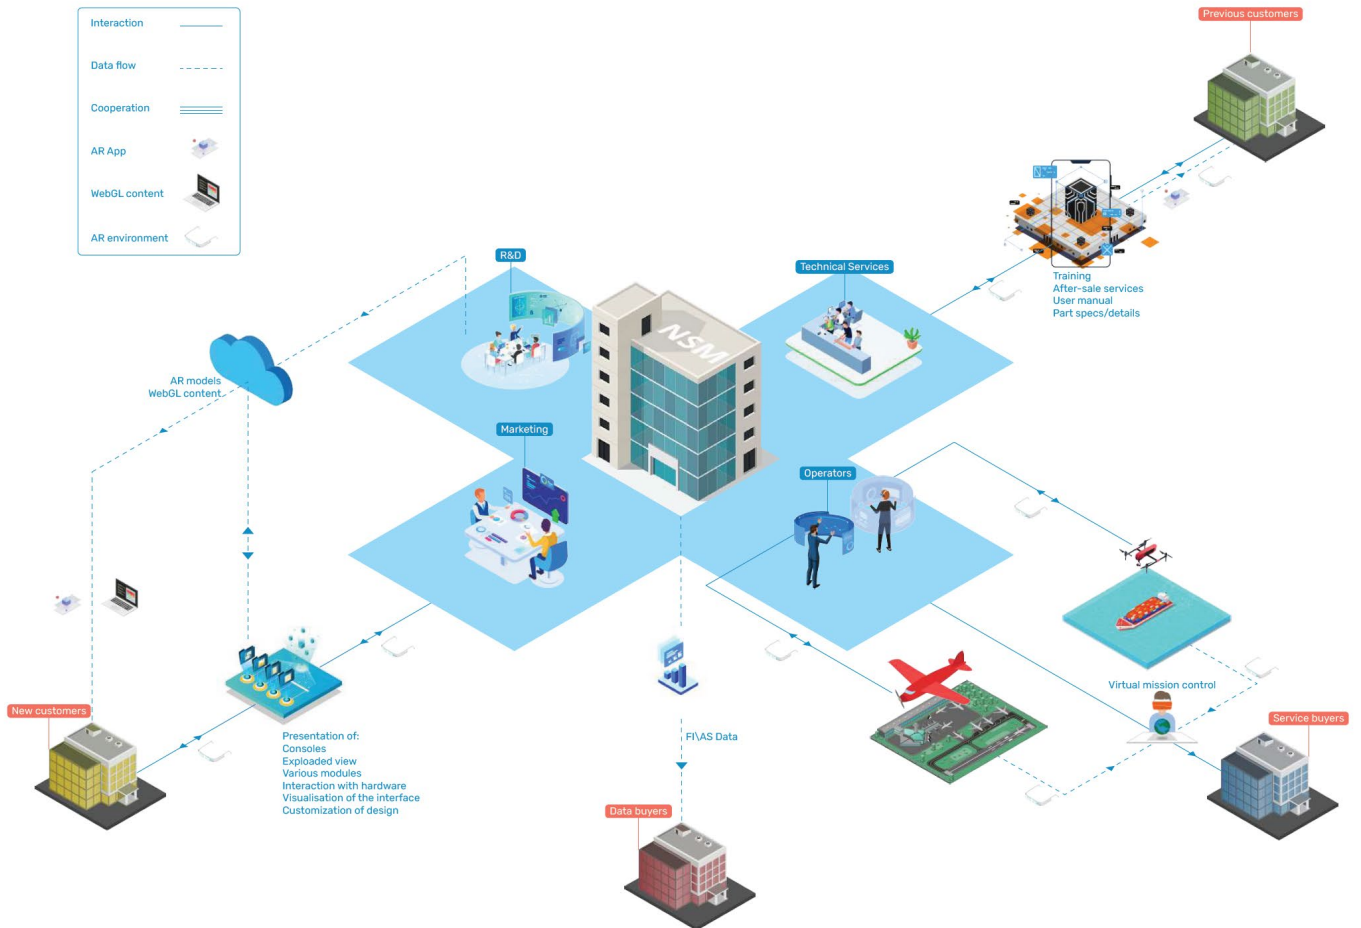 Interaction
Data flow
Cooperation
AR App
WebGL content
AR environment
Previous customers
R&D
Technical Services
Training
After-sale services
User manual
Part specs/details
NSM
AR models
WebGL content
Marketing
Operators
Virtual mission control
New customers
Service buyers
Presentation of:
Consoles
Exploaded view
Various modules
Interaction with hardware
Visualisation of the interface
Customization of design
FI\AS Data
Data buyers